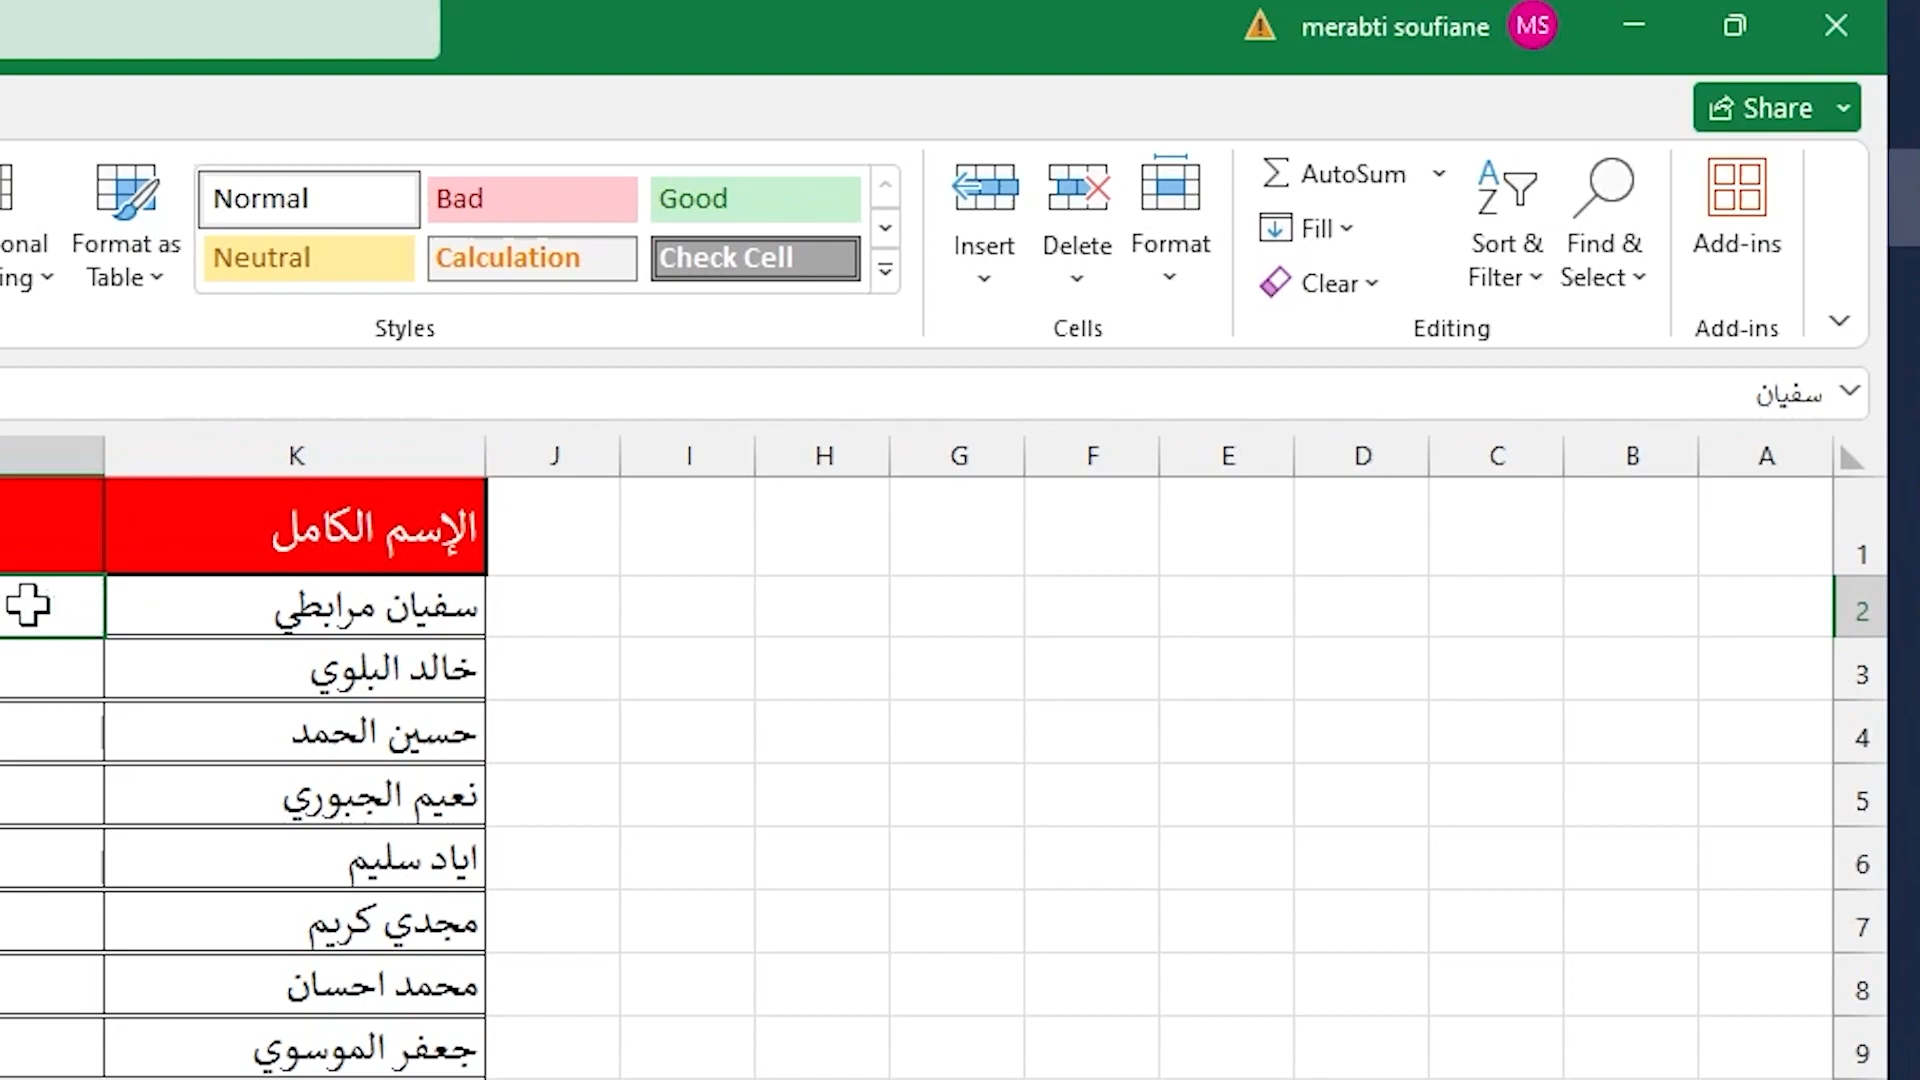 merabti soufiane MS
Share
Normal Bad Good
Neutral Calculation Check Cell
Format as Table
Styles
Insert Delete Format
Cells
AutoSum
Fill
Clear
Sort & Filter
Find & Select
Editing
Add-ins
Add-ins
سفيان
K J I H G F E D C B A
الإسم الكامل 1
سفيان مرابطي 2
خالد البلوي 3
حسين الحمد 4
نعيم الجبوري 5
اياد سليم 6
مجدي كريم 7
محمد احسان 8
جعفر الموسوي 9